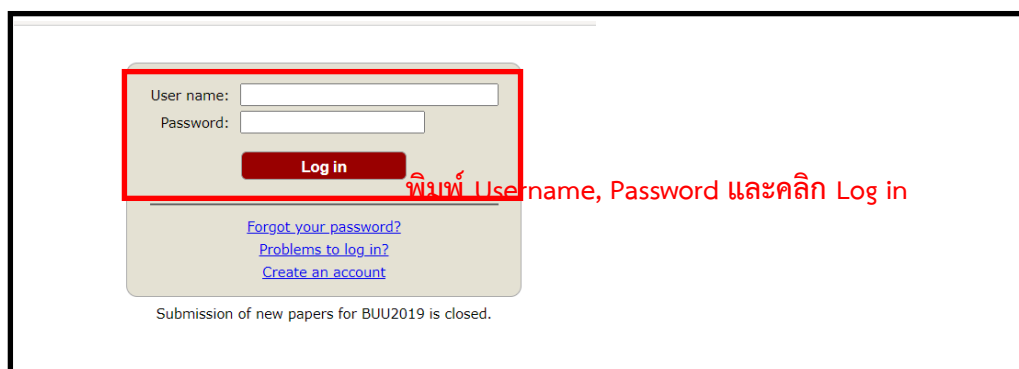 User name:
Password:
Log in
พิมพ์ Username, Password และคลิก Log in
Forgot your password?
Problems to log in?
Create an account
Submission of new papers for BUU2019 is closed.